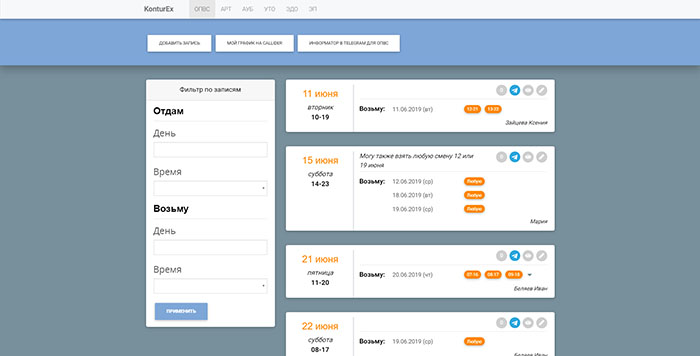 KonturEx ОПВС АРТ АУБ УТО ЭДО ЭЛ
ДОБАВИТЬ ЗАПИСЬ МОЙ ГРАФИК НА CALLIDER ИНФОРМАТОР В TELEGRAM ДЛЯ ОПВС
Фильтр по записям
Отдам
День
Время
Возьму
День
Время
ПРИМЕНИТЬ
11 июня
вторник
10-19
Возьму: 11.06.2019 (вт) 12-21 13-22
Зайцева Ксения
15 июня
суббота
14-23
Могу также взять любую смену 12 или
19 июня
Возьму: 12.06.2019 (ср) Любую
18.06.2019 (вт) Любую
19.06.2019 (ср) Любую
Мария
21 июня
пятница
11-20
Возьму: 20.06.2019 (чт) 07-16 08-17 09-18
Беляев Иван
22 июня
суббота
08-17
Возьму: 19.06.2019 (ср) Любую
Беляев Иван